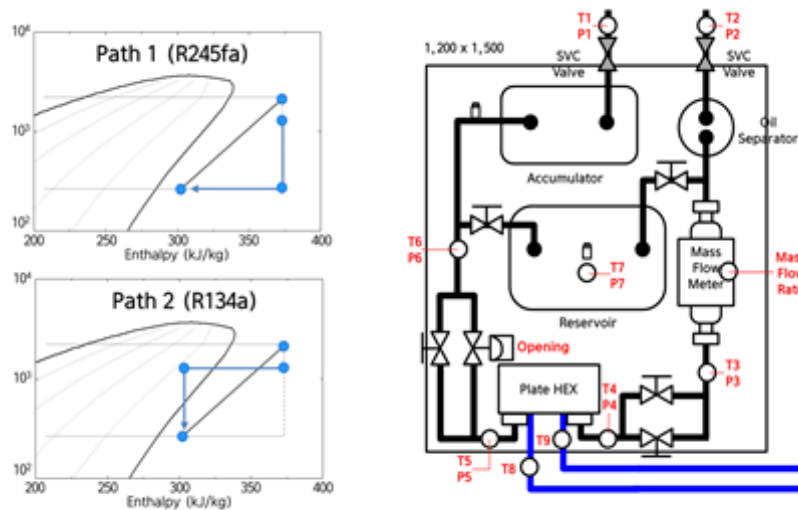 Path 1 (R245fa)
10⁴
10³
10²
200
250
300
350
400
Enthalpy (kJ/kg)
Path 2 (R134a)
10⁴
10³
10²
200
250
300
350
400
Enthalpy (kJ/kg)
T1
P1
T2
P2
1,200 x 1,500
SVC
Valve
SVC
Valve
Oil
Separator
Accumulator
T6
P6
T7
P7
Mass
Flow
Meter
Mas
Flow
Rat
Reservoir
Opening
T3
P3
Plate HEX
T4
P4
T9
T5
P5
T8